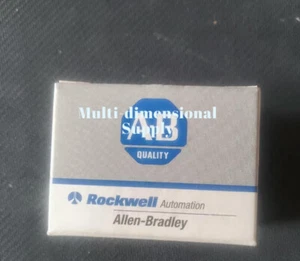 Multi dimensional
Supply
AB
QUALITY
Rockwell Automation
Allen-Bradley